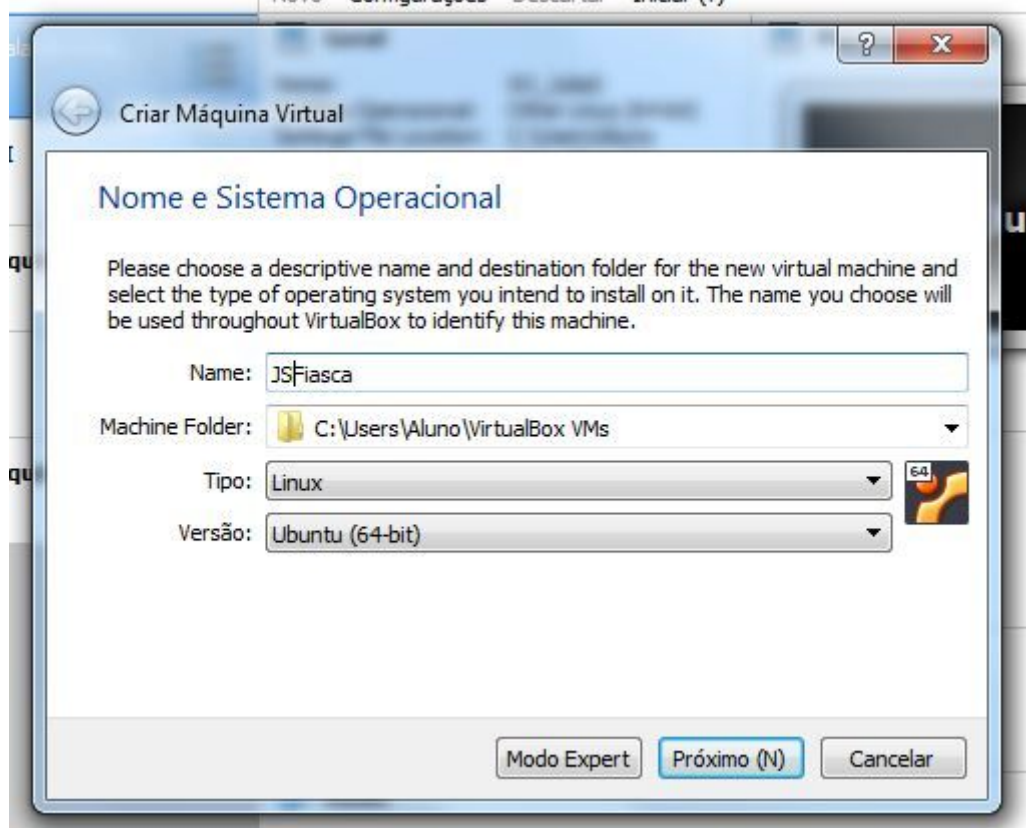 Configurações
Criar Máquina Virtual
Nome e Sistema Operacional
Please choose a descriptive name and destination folder for the new virtual machine and
select the type of operating system you intend to install on it. The name you choose will
be used throughout VirtualBox to identify this machine.
Name: JSFiasca
Machine Folder: C:\Users\Aluno\VirtualBox VMs
Tipo: Linux
64
Versão: Ubuntu (64-bit)
Modo Expert Próximo (N) Cancelar